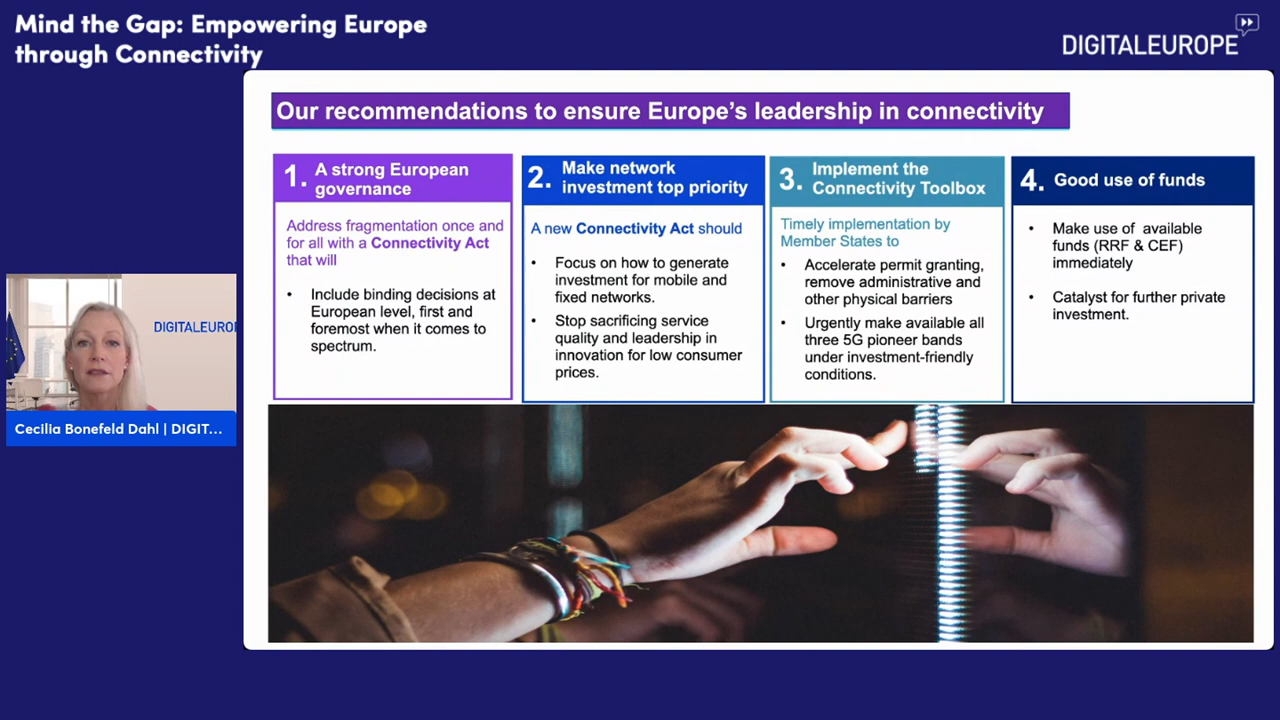 Mind the Gap: Empowering Europe
through Connectivity
DIGITALEUROPE
Our recommendations to ensure Europe's leadership in connectivity
1. A strong European
governance
Address fragmentation once and
for all with a Connectivity Act
that will
• Include binding decisions at
European level, first and
foremost when it comes to
spectrum.
2. Make network
investment top priority
A new Connectivity Act should
• Focus on how to generate
investment for mobile and
fixed networks.
• Stop sacrificing service
quality and leadership in
innovation for low consumer
prices.
3. Implement the
Connectivity Toolbox
Timely implementation by
Member States to
• Accelerate permit granting,
remove administrative and
other physical barriers
• Urgently make available all
three 5G pioneer bands
under investment-friendly
conditions.
4. Good use of funds
• Make use of available
funds (RRF & CEF)
immediately
• Catalyst for further private
investment.
DIGITALEURO
Cecilia Bonefeld Dahl | DIGIT...